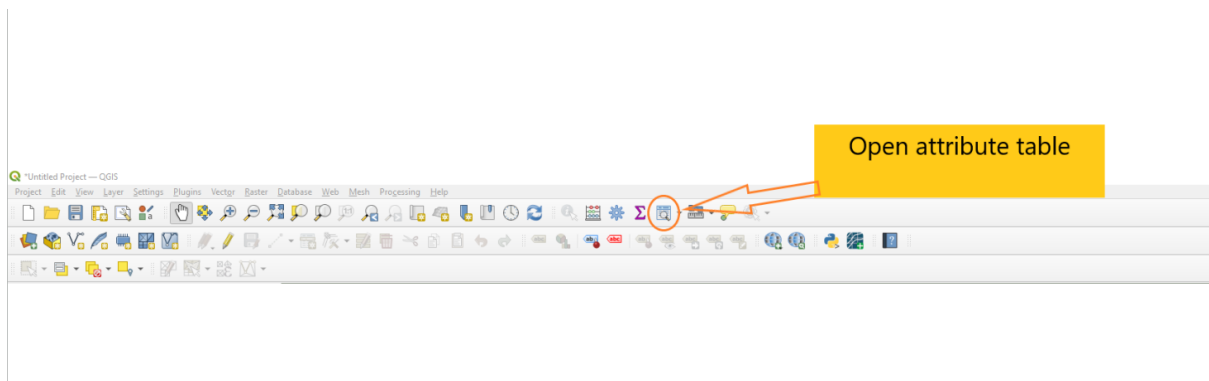 Open attribute table
*Untitled Project — QGIS
Project Edit View Layer Settings Plugins Vector Raster Database Web Mesh Processing Help